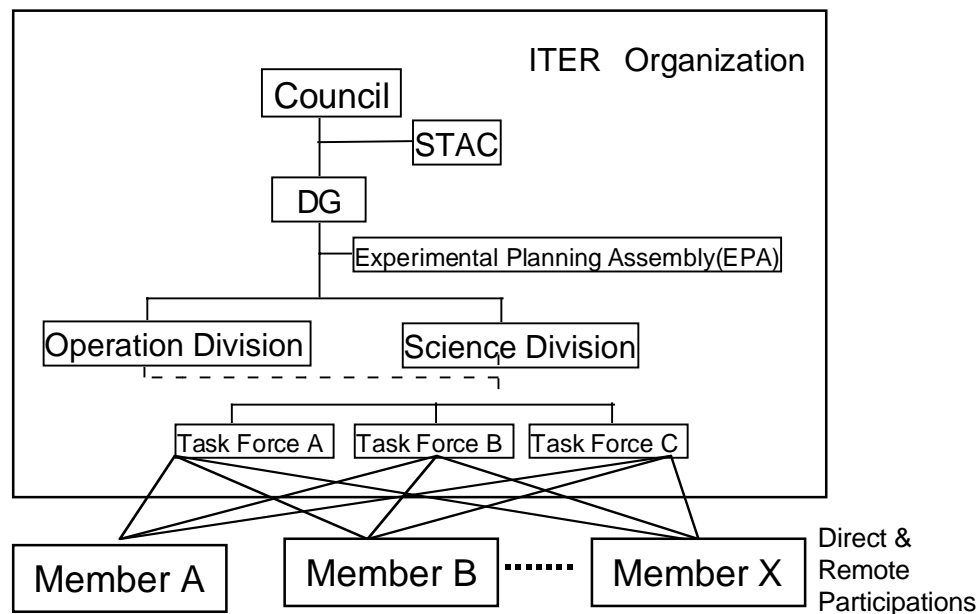 ITER Organization
Council
STAC
DG
Experimental Planning Assembly(EPA)
Operation Division
Science Division
Task Force A
Task Force B
Task Force C
Member A
Member B
Member X
Direct &
Remote
Participations